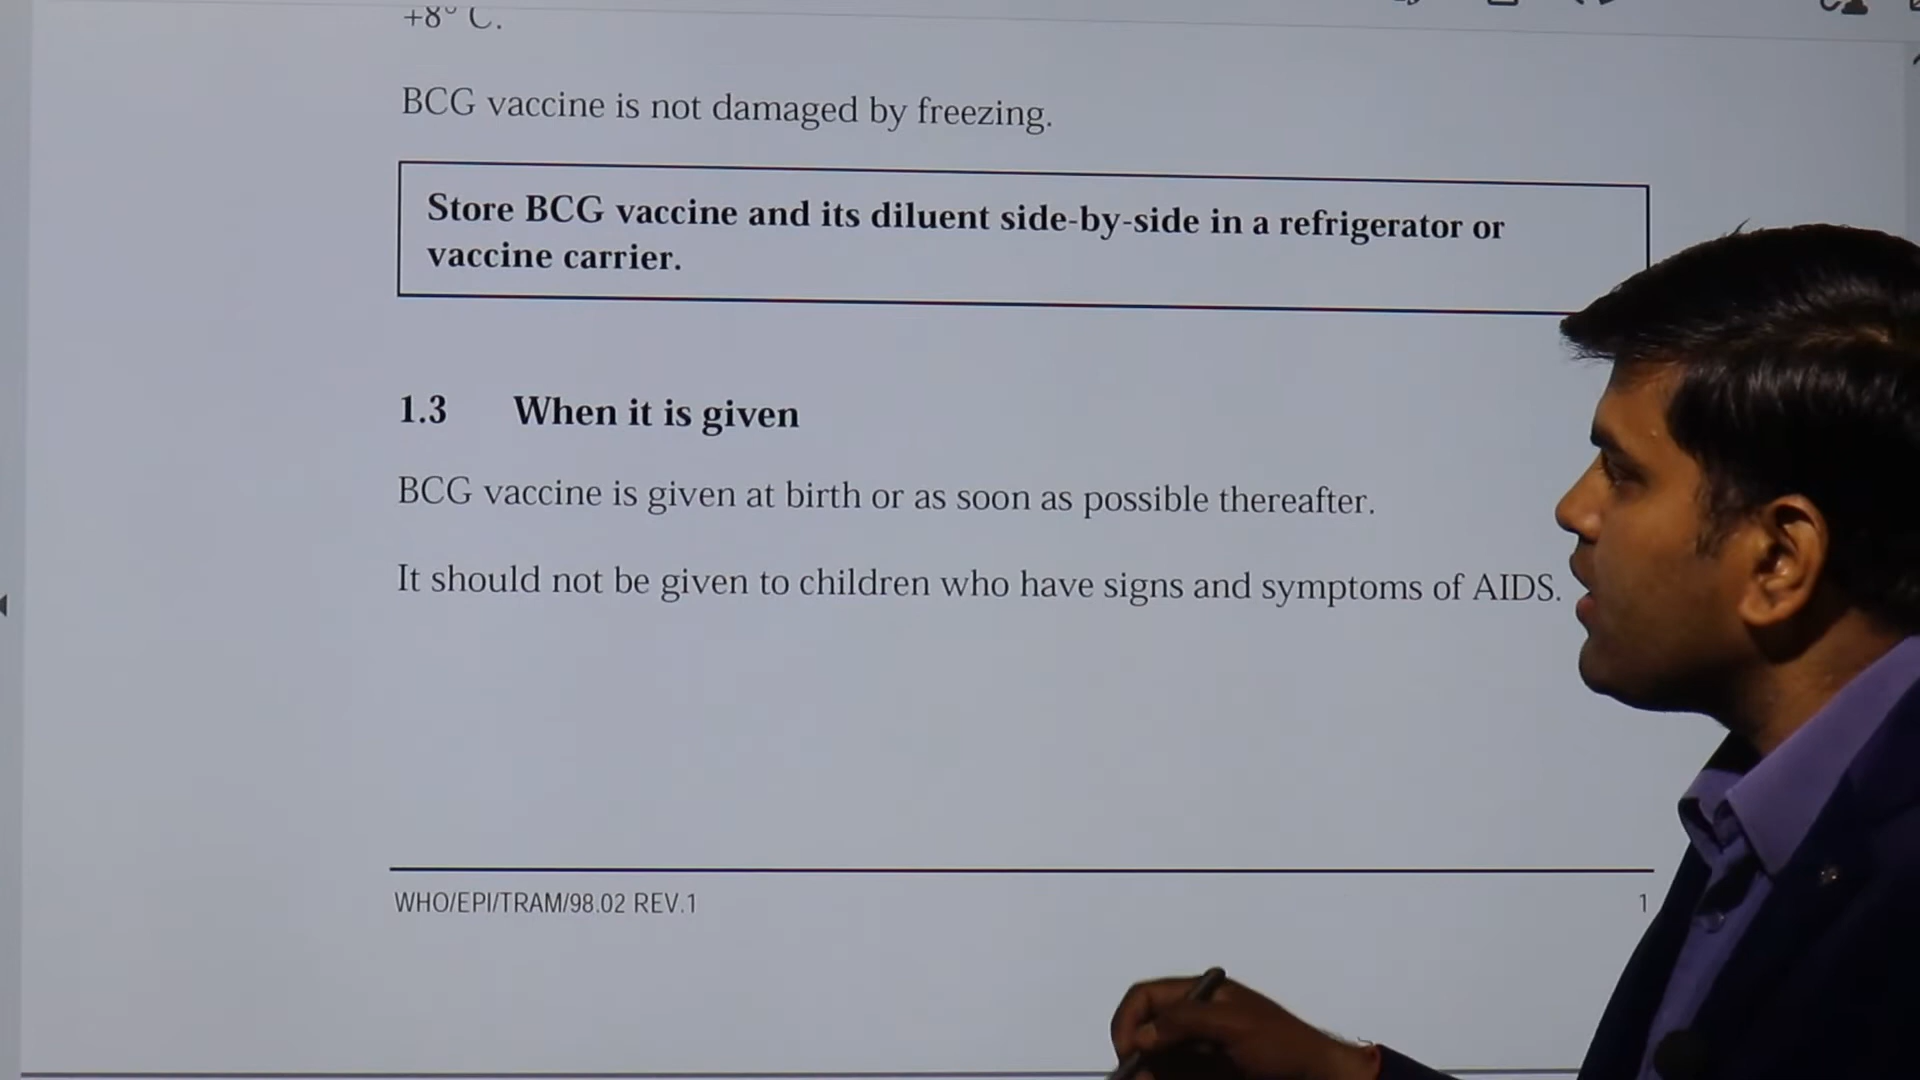 +8° C.
BCG vaccine is not damaged by freezing.
Store BCG vaccine and its diluent side-by-side in a refrigerator or
vaccine carrier.
1.3 When it is given
BCG vaccine is given at birth or as soon as possible thereafter.
It should not be given to children who have signs and symptoms of AIDS.
WHO/EPI/TRAM/98.02 REV.1 1